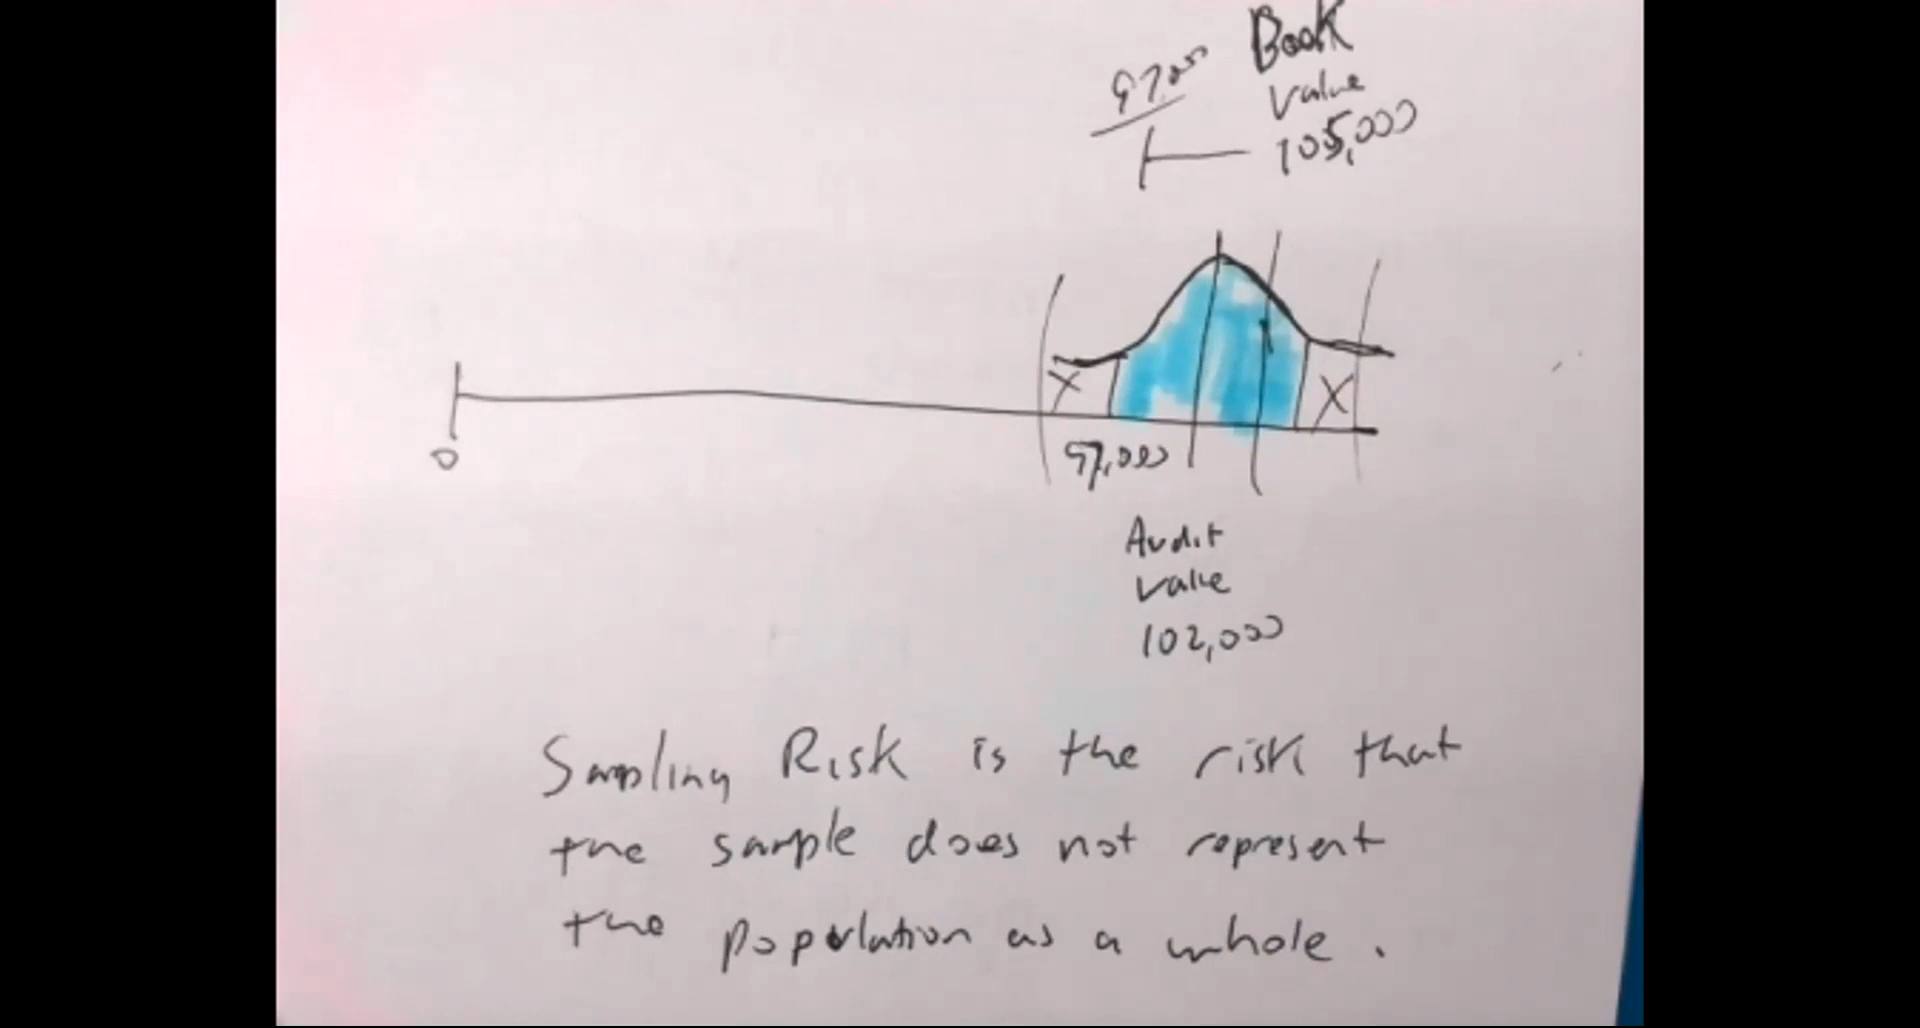 Book
97,000
value
105,000
X
X
0
97,000
Audit
value
102,000
Sampling Risk is the risk that
the sample does not represent
the population as a whole.